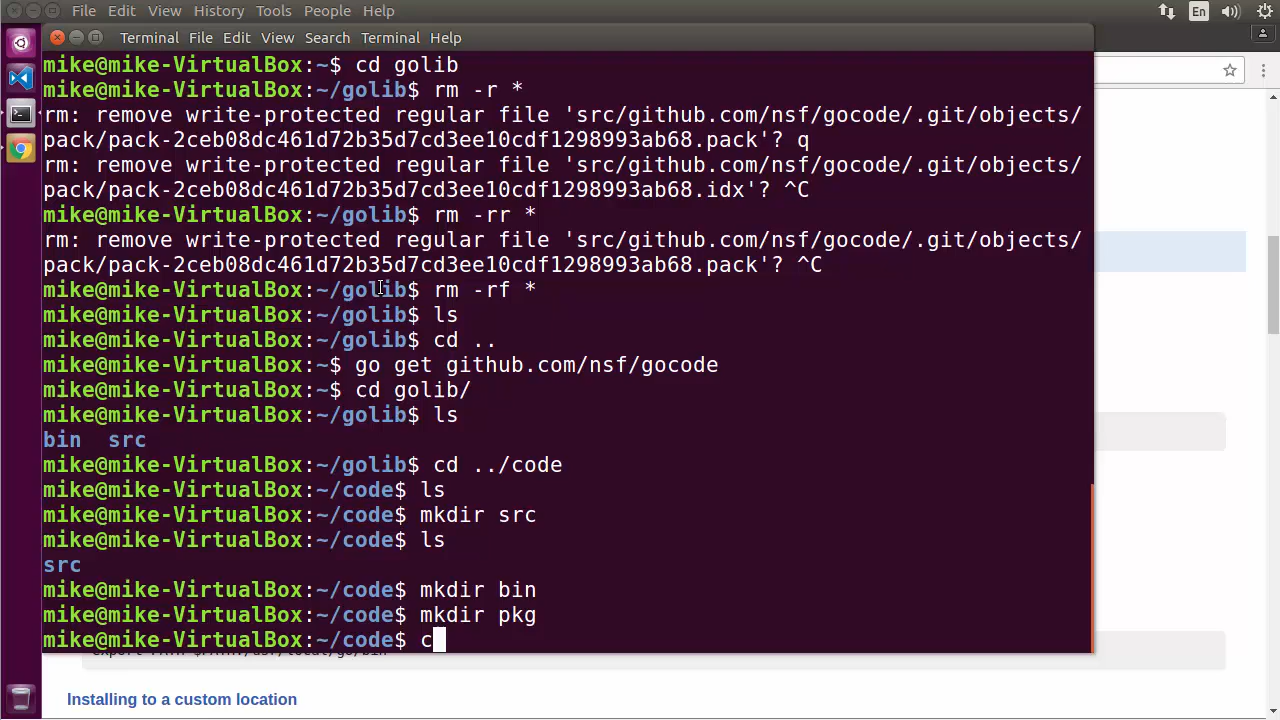 File Edit View History Tools People Help
En
Terminal File Edit View Search Terminal Help
mike@mike-VirtualBox:~$ cd golib
mike@mike-VirtualBox:~/golib$ rm -r *
rm: remove write-protected regular file 'src/github.com/nsf/gocode/.git/objects/
pack/pack-2ceb08dc461d72b35d7cd3ee10cdf1298993ab68.pack'? q
rm: remove write-protected regular file 'src/github.com/nsf/gocode/.git/objects/
pack/pack-2ceb08dc461d72b35d7cd3ee10cdf1298993ab68.idx'? ^C
mike@mike-VirtualBox:~/golib$ rm -rr *
rm: remove write-protected regular file 'src/github.com/nsf/gocode/.git/objects/
pack/pack-2ceb08dc461d72b35d7cd3ee10cdf1298993ab68.pack'? ^C
mike@mike-VirtualBox:~/golib$ rm -rf *
mike@mike-VirtualBox:~/golib$ ls
mike@mike-VirtualBox:~/golib$ cd ..
mike@mike-VirtualBox:~$ go get github.com/nsf/gocode
mike@mike-VirtualBox:~$ cd golib/
mike@mike-VirtualBox:~/golib$ ls
bin src
mike@mike-VirtualBox:~/golib$ cd ../code
mike@mike-VirtualBox:~/code$ ls
mike@mike-VirtualBox:~/code$ mkdir src
mike@mike-VirtualBox:~/code$ ls
src
mike@mike-VirtualBox:~/code$ mkdir bin
mike@mike-VirtualBox:~/code$ mkdir pkg
mike@mike-VirtualBox:~/code$ c
Installing to a custom location